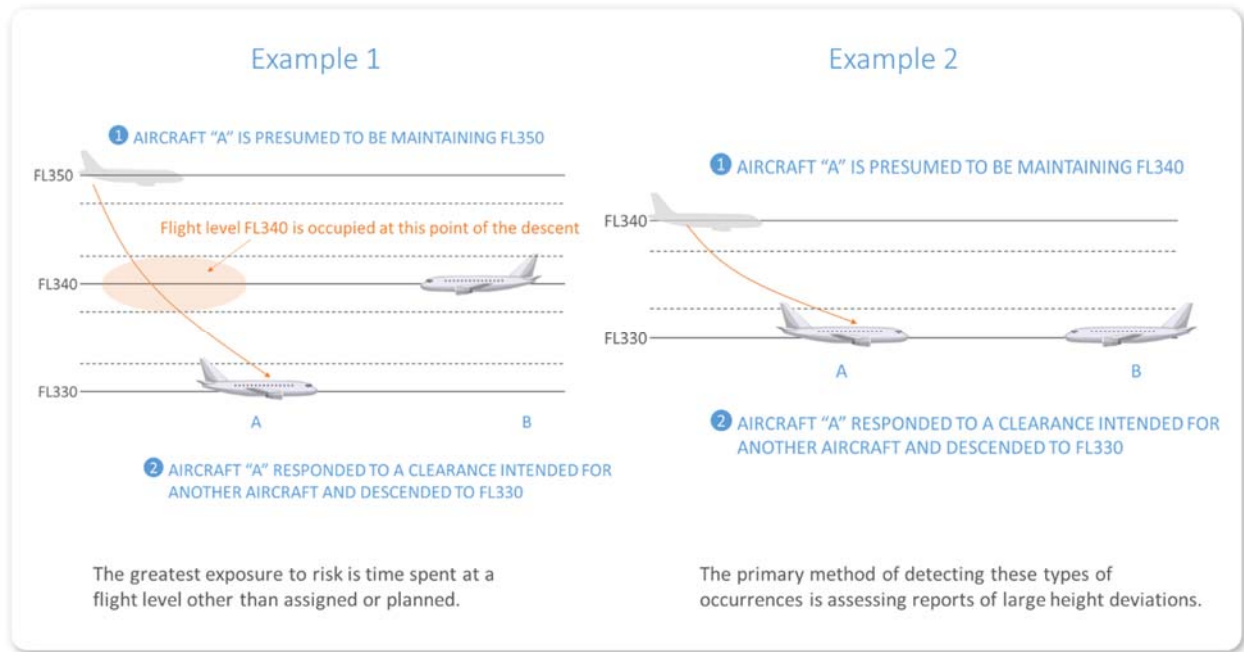 Example 1
1 AIRCRAFT “A” IS PRESUMED TO BE MAINTAINING FL350
FL350
Flight level FL340 is occupied at this point of the descent
FL340
FL330
A
B
2 AIRCRAFT “A” RESPONDED TO A CLEARANCE INTENDED FOR
ANOTHER AIRCRAFT AND DESCENDED TO FL330
The greatest exposure to risk is time spent at a
flight level other than assigned or planned.
Example 2
1 AIRCRAFT “A” IS PRESUMED TO BE MAINTAINING FL340
FL340
FL330
A
B
2 AIRCRAFT “A” RESPONDED TO A CLEARANCE INTENDED FOR
ANOTHER AIRCRAFT AND DESCENDED TO FL330
The primary method of detecting these types of
occurrences is assessing reports of large height deviations.